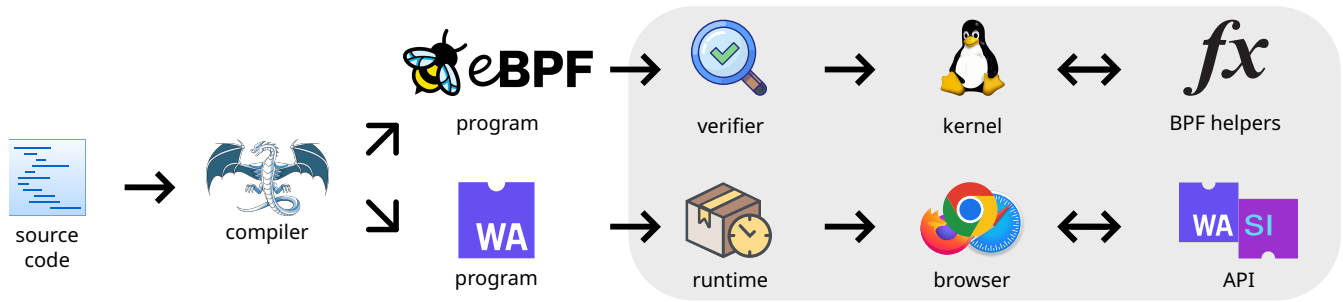 eBPF
program
verifier
kernel
fx
BPF helpers
source
code
compiler
WA
program
runtime
browser
WA SI
API